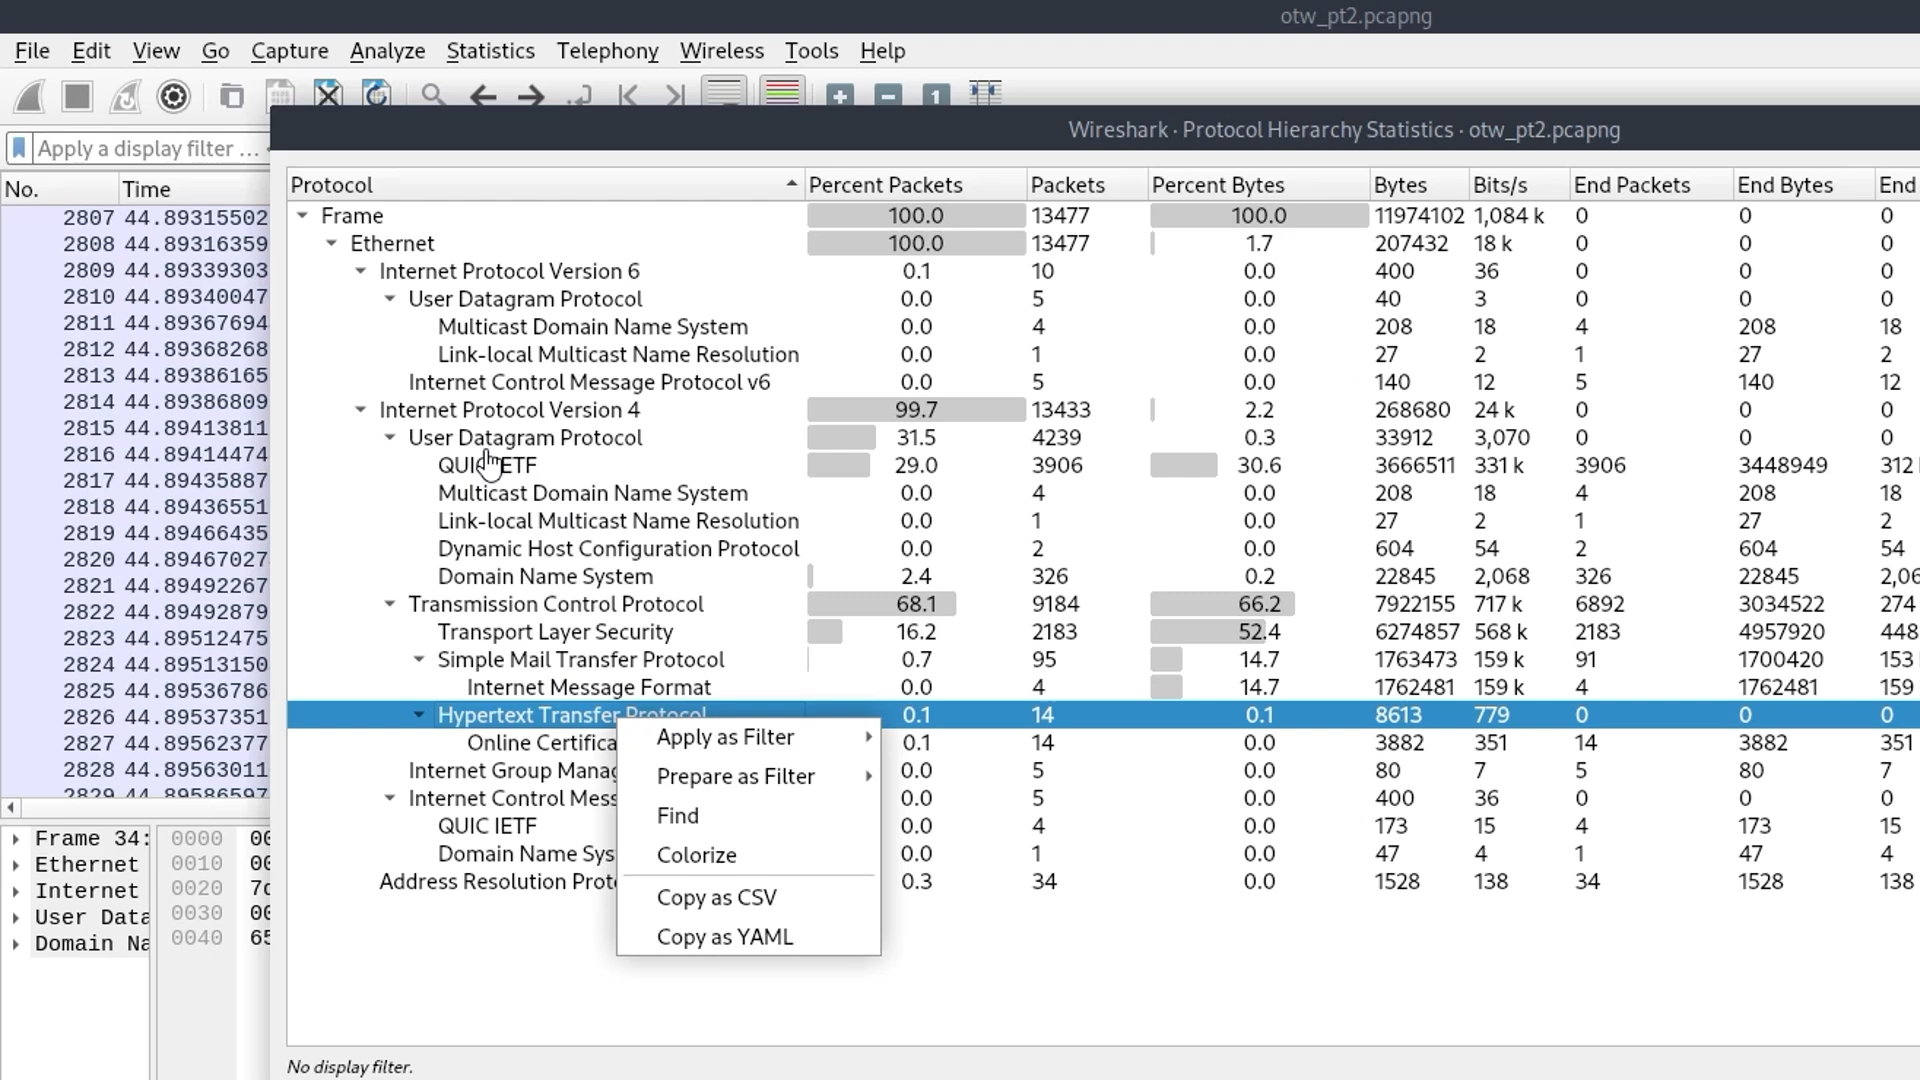 otw_pt2.pcapng
File Edit View Go Capture Analyze Statistics Telephony Wireless Tools Help
Apply a display filter …
No. Time
2807 44.89315502
2808 44.89316359
2809 44.89339303
2810 44.89340047
2811 44.89367694
2812 44.89368268
2813 44.89386165
2814 44.89386809
2815 44.89413811
2816 44.89414474
2817 44.89435887
2818 44.89436551
2819 44.89466435
2820 44.89467027
2821 44.89492267
2822 44.89492879
2823 44.89512475
2824 44.89513150
2825 44.89536786
2826 44.89537351
2827 44.89562377
2828 44.89563011
2829 44.89586597
Frame 34:
Ethernet
Internet
User Data
Domain Na
0000 00
0010 00
0020 7d
0030 00
0040 65
Wireshark · Protocol Hierarchy Statistics · otw_pt2.pcapng
Protocol Percent Packets Packets Percent Bytes Bytes Bits/s End Packets End Bytes End
Frame 100.0 13477 100.0 11974102 1,084 k 0 0 0
Ethernet 100.0 13477 1.7 207432 18 k 0 0 0
Internet Protocol Version 6 0.1 10 0.0 400 36 0 0 0
User Datagram Protocol 0.0 5 0.0 40 3 0 0 0
Multicast Domain Name System 0.0 4 0.0 208 18 4 208 18
Link-local Multicast Name Resolution 0.0 1 0.0 27 2 1 27 2
Internet Control Message Protocol v6 0.0 5 0.0 140 12 5 140 12
Internet Protocol Version 4 99.7 13433 2.2 268680 24 k 0 0 0
User Datagram Protocol 31.5 4239 0.3 33912 3,070 0 0 0
QUIC IETF 29.0 3906 30.6 3666511 331 k 3906 3448949 312
Multicast Domain Name System 0.0 4 0.0 208 18 4 208 18
Link-local Multicast Name Resolution 0.0 1 0.0 27 2 1 27 2
Dynamic Host Configuration Protocol 0.0 2 0.0 604 54 2 604 54
Domain Name System 2.4 326 0.2 22845 2,068 326 22845 2,06
Transmission Control Protocol 68.1 9184 66.2 7922155 717 k 6892 3034522 274
Transport Layer Security 16.2 2183 52.4 6274857 568 k 2183 4957920 448
Simple Mail Transfer Protocol 0.7 95 14.7 1763473 159 k 91 1700420 153
Internet Message Format 0.0 4 14.7 1762481 159 k 4 1762481 159
Hypertext Transfer Protocol 0.1 14 0.1 8613 779 0 0 0
Online Certifica 0.1 14 0.0 3882 351 14 3882 351
Internet Group Manag 0.0 5 0.0 80 7 5 80 7
Internet Control Mess 0.0 5 0.0 400 36 0 0 0
QUIC IETF 0.0 4 0.0 173 15 4 173 15
Domain Name Sys 0.0 1 0.0 47 4 1 47 4
Address Resolution Proto 0.3 34 0.0 1528 138 34 1528 138
Apply as Filter
Prepare as Filter
Find
Colorize
Copy as CSV
Copy as YAML
No display filter.